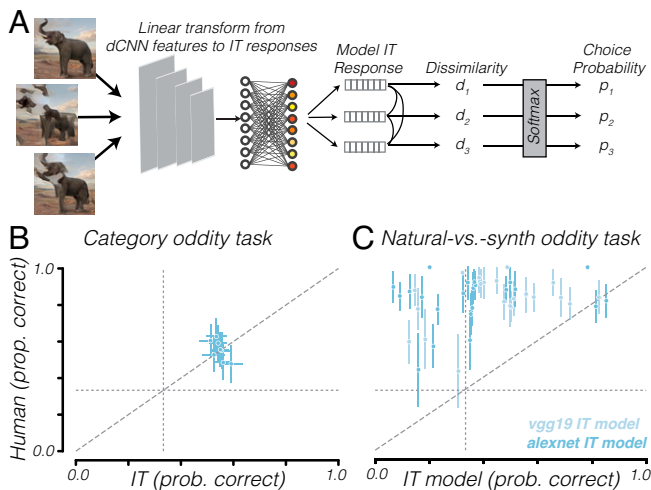 A
Linear transform from
dCNN features to IT responses
Model IT
Response
Dissimilarity
Choice
Probability
d1
d2
d3
Softmax
p1
p2
p3
B
Category oddity task
Human (prop. correct)
1.0
0.0
0.0
IT (prob. correct)
1.0
C
Natural-vs.-synth oddity task
vgg19 IT model
alexnet IT model
0.0
IT model (prob. correct)
1.0